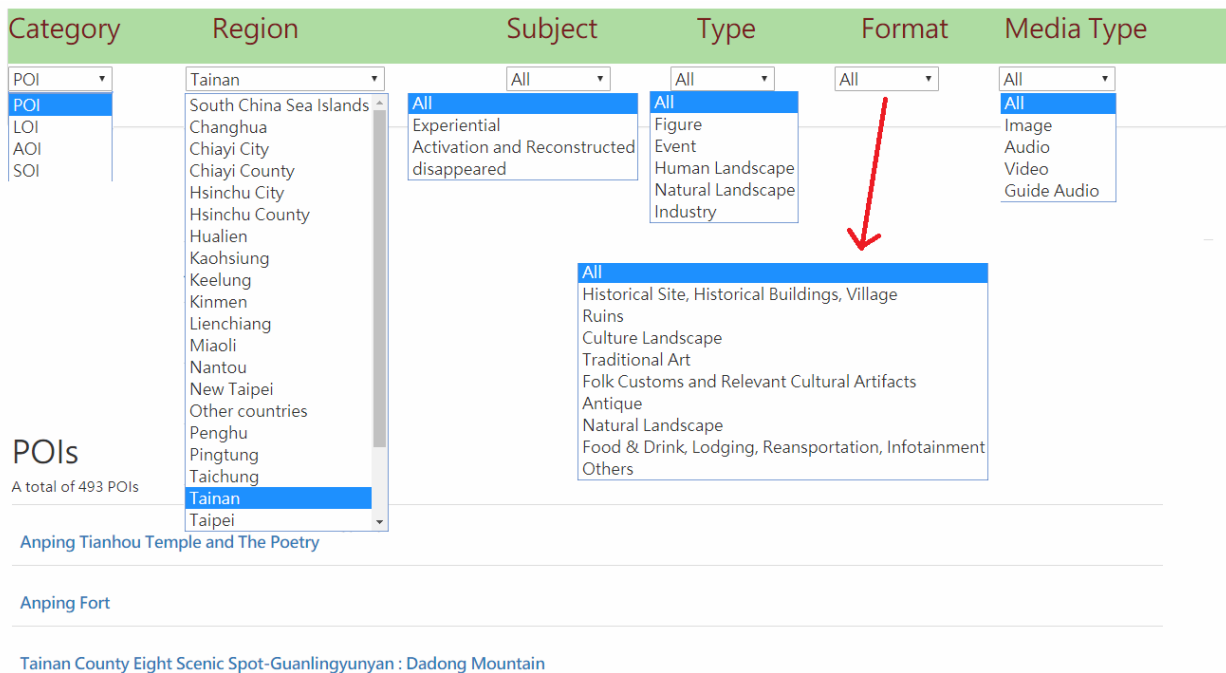 Category Region Subject Type Format Media Type
POI Tainan All All All All
POI
LOI
AOI
SOI
South China Sea Islands
Changhua
Chiayi City
Chiayi County
Hsinchu City
Hsinchu County
Hualien
Kaohsiung
Keelung
Kinmen
Lienchiang
Miaoli
Nantou
New Taipei
Other countries
Penghu
Pingtung
Taichung
Tainan
Taipei
All
Experiential
Activation and Reconstructed
disappeared
All
Figure
Event
Human Landscape
Natural Landscape
Industry
All
Historical Site, Historical Buildings, Village
Ruins
Culture Landscape
Traditional Art
Folk Customs and Relevant Cultural Artifacts
Antique
Natural Landscape
Food & Drink, Lodging, Reansportation, Infotainment
Others
All
Image
Audio
Video
Guide Audio
POIs
A total of 493 POIs
Anping Tianhou Temple and The Poetry
Anping Fort
Tainan County Eight Scenic Spot-Guanlingyunyan : Dadong Mountain